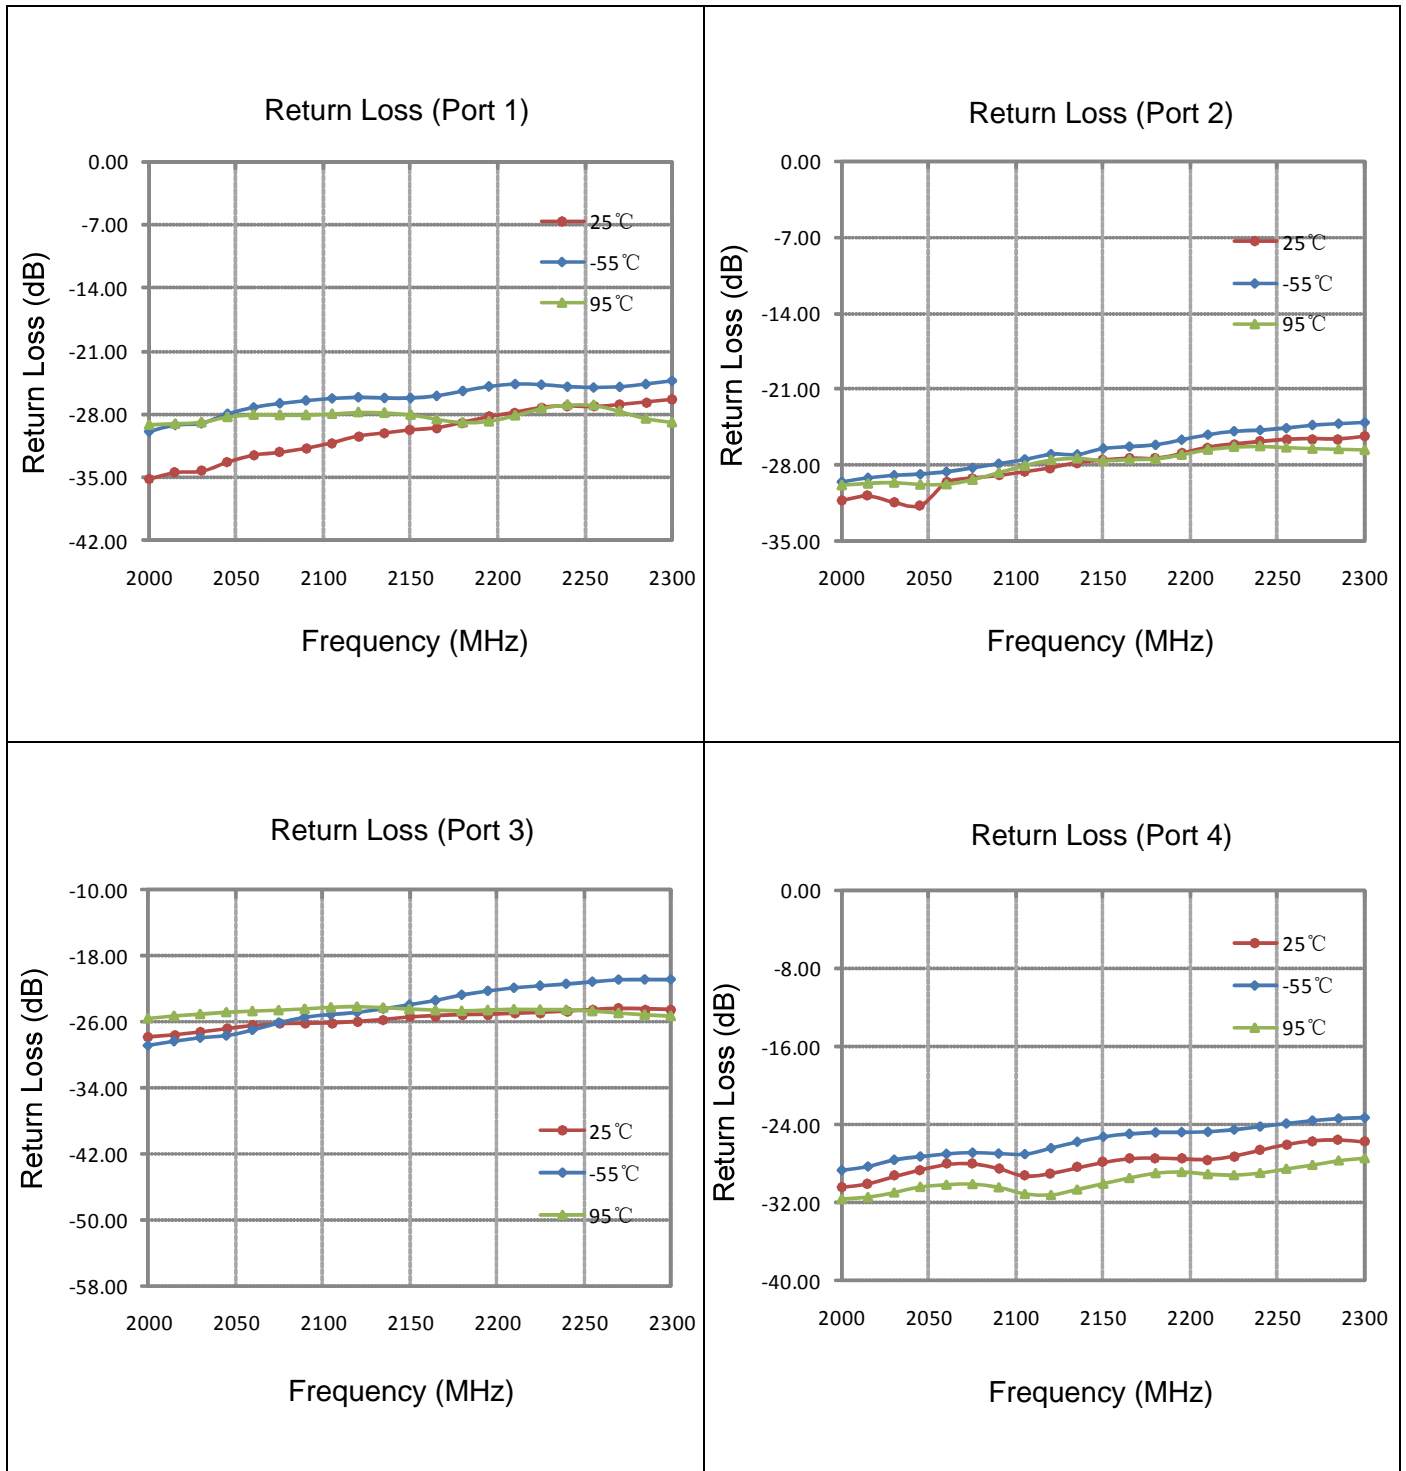 Return Loss (Port 1)
0.00
-7.00
-14.00
-21.00
-28.00
-35.00
-42.00
Return Loss (dB)
25℃
-55℃
95℃
2000 2050 2100 2150 2200 2250 2300
Frequency (MHz)
Return Loss (Port 2)
0.00
-7.00
-14.00
-21.00
-28.00
-35.00
Return Loss (dB)
25℃
-55℃
95℃
2000 2050 2100 2150 2200 2250 2300
Frequency (MHz)
Return Loss (Port 3)
-10.00
-18.00
-26.00
-34.00
-42.00
-50.00
-58.00
Return Loss (dB)
25℃
-55℃
95℃
2000 2050 2100 2150 2200 2250 2300
Frequency (MHz)
Return Loss (Port 4)
0.00
-8.00
-16.00
-24.00
-32.00
-40.00
Return Loss (dB)
25℃
-55℃
95℃
2000 2050 2100 2150 2200 2250 2300
Frequency (MHz)